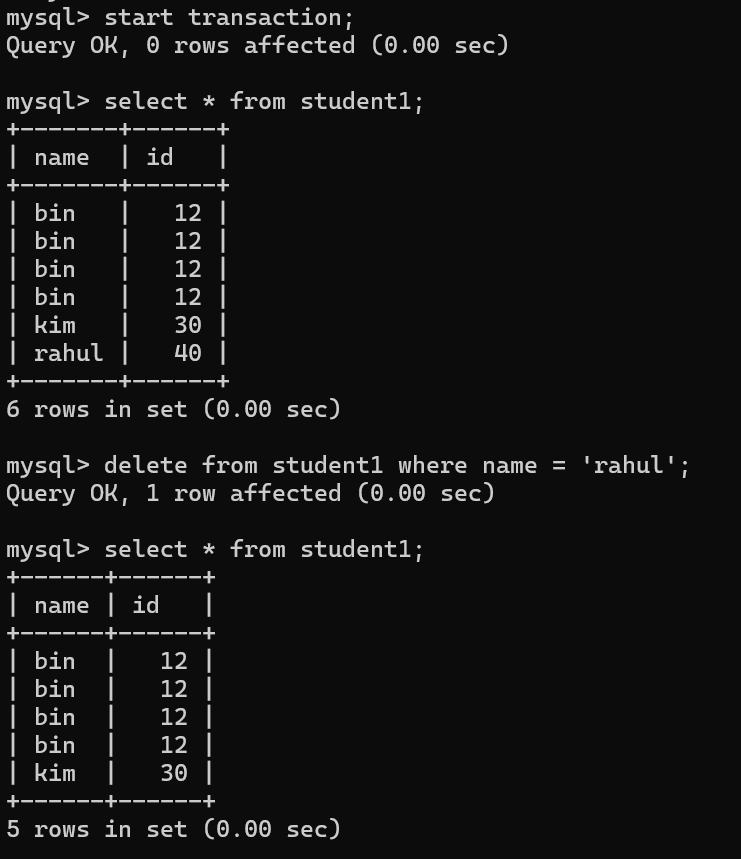 mysql> start transaction;
Query OK, 0 rows affected (0.00 sec)
mysql> select * from student1;
+-------+------+
| name  | id   |
+-------+------+
| bin   |   12 |
| bin   |   12 |
| bin   |   12 |
| bin   |   12 |
| kim   |   30 |
| rahul |   40 |
+-------+------+
6 rows in set (0.00 sec)
mysql> delete from student1 where name = 'rahul';
Query OK, 1 row affected (0.00 sec)
mysql> select * from student1;
+------+------+
| name | id   |
+------+------+
| bin  |   12 |
| bin  |   12 |
| bin  |   12 |
| bin  |   12 |
| kim  |   30 |
+------+------+
5 rows in set (0.00 sec)